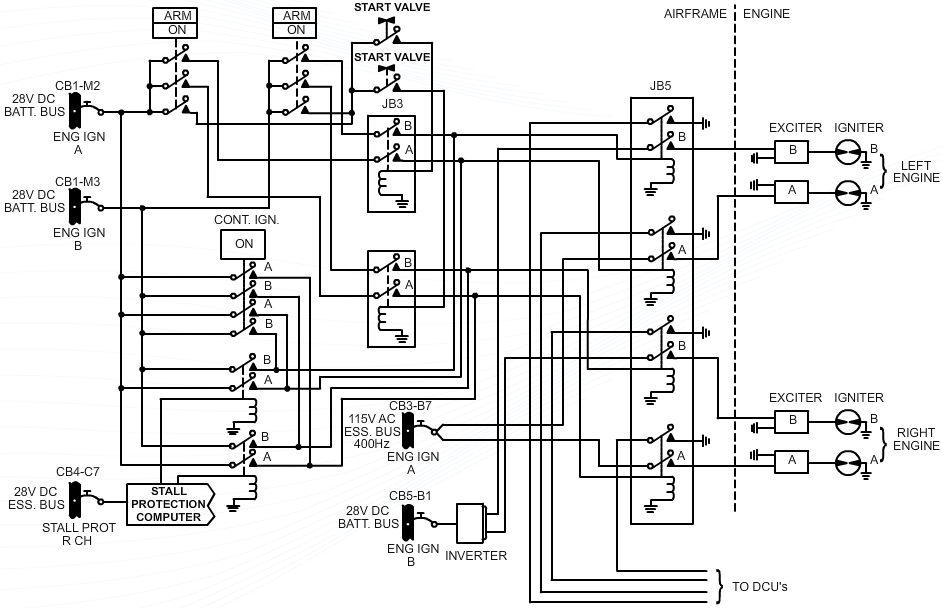 ARM
ON
ARM
ON
START VALVE
START VALVE
AIRFRAME
ENGINE
CB1-M2
28V DC
BATT. BUS
ENG IGN
A
JB3
B
A
JB5
B
EXCITER
IGNITER
B
B
A
A
LEFT
ENGINE
CB1-M3
28V DC
BATT. BUS
ENG IGN
B
CONT. IGN.
ON
A
B
A
B
B
A
B
A
B
A
A
B
A
CB3-B7
115V AC
ESS. BUS
400Hz
ENG IGN
A
EXCITER
IGNITER
B
B
A
A
RIGHT
ENGINE
CB4-C7
28V DC
ESS. BUS
STALL PROT
R CH
STALL
PROTECTION
COMPUTER
CB5-B1
28V DC
BATT. BUS
ENG IGN
B
INVERTER
TO DCU's